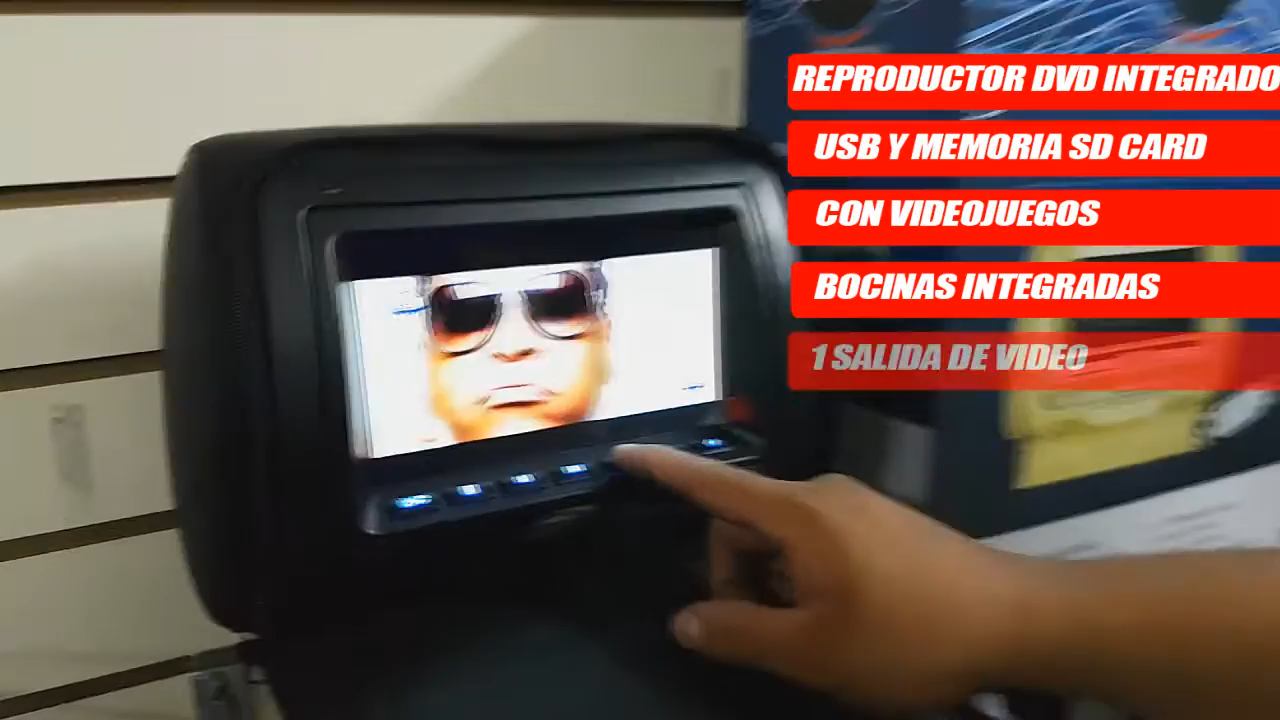 REPRODUCTOR DVD INTEGRADO
USB Y MEMORIA SD CARD
CON VIDEOJUEGOS
BOCINAS INTEGRADAS
1 SALIDA DE VIDEO